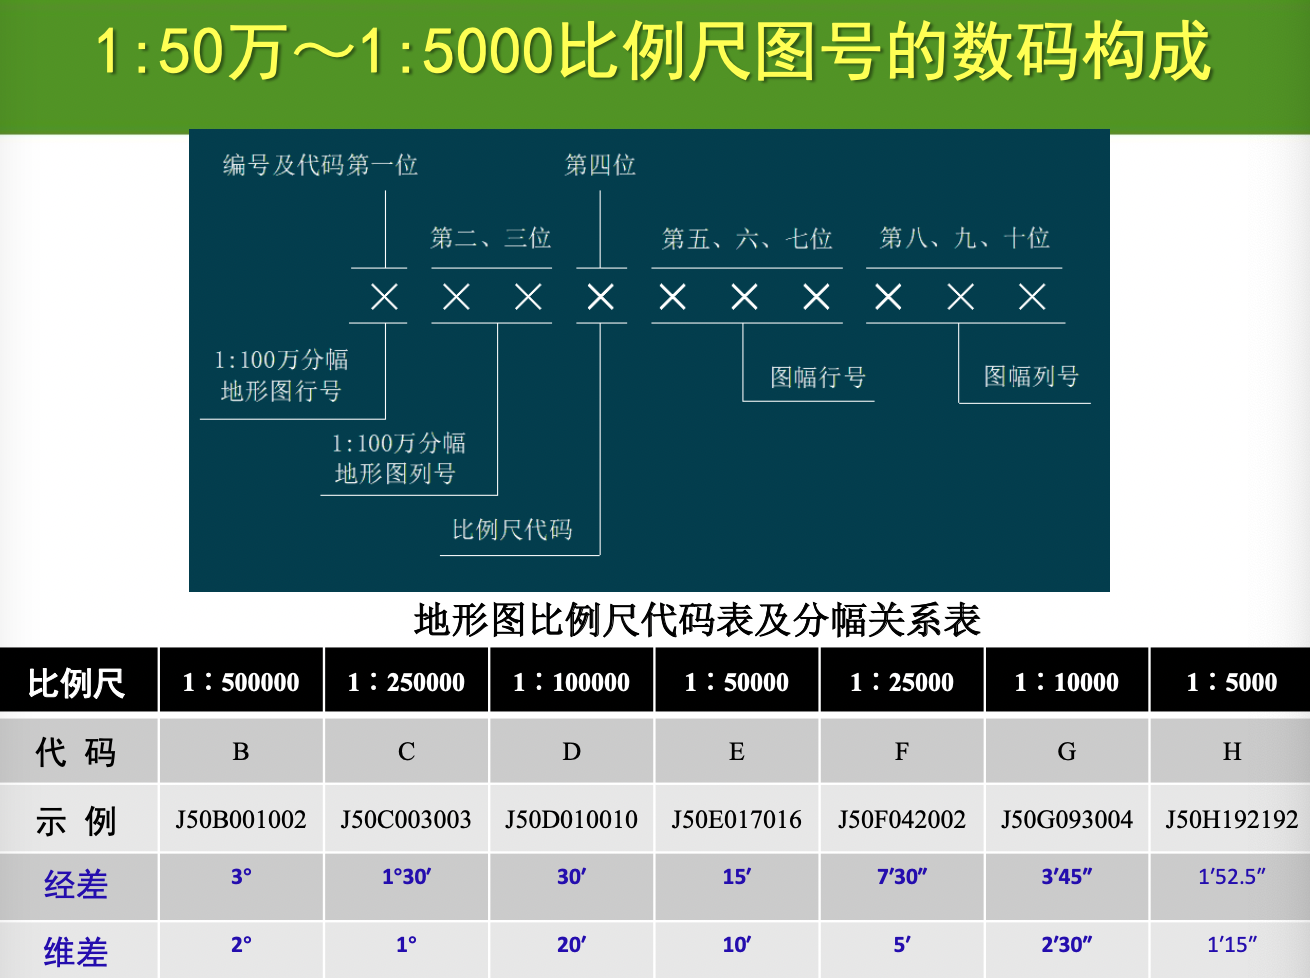 1:50万～1:5000比例尺图号的数码构成
编号及代码第一位
第四位
第二、三位
第五、六、七位
第八、九、十位
× × × × × × × × × ×
1:100万分幅
地形图行号
图幅行号
图幅列号
1:100万分幅
地形图列号
比例尺代码
地形图比例尺代码表及分幅关系表
比例尺 1：500000 1：250000 1：100000 1：50000 1：25000 1：10000 1：5000
代 码 B C D E F G H
示 例 J50B001002 J50C003003 J50D010010 J50E017016 J50F042002 J50G093004 J50H192192
经差 3° 1°30′ 30′ 15′ 7′30″ 3′45″ 1′52.5″
维差 2° 1° 20′ 10′ 5′ 2′30″ 1′15″